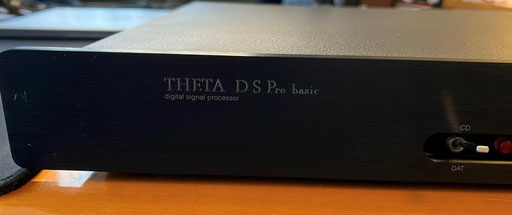 THETA DS Pro basic
digital signal processor
CD
DAT